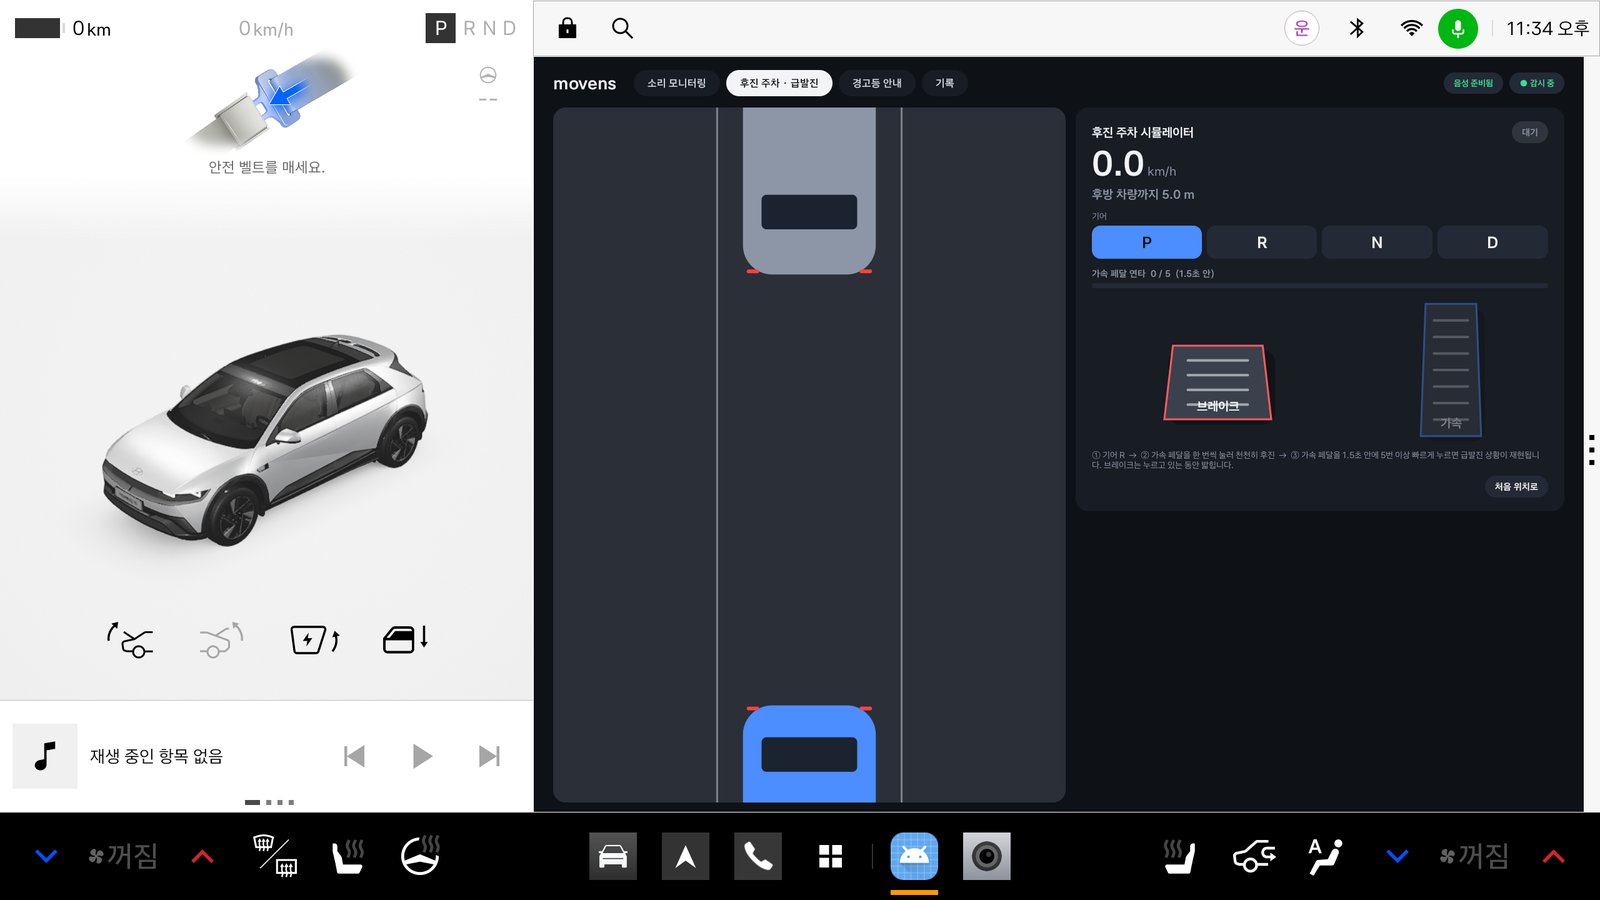 0 km
0 km/h
P R N D
안전 벨트를 매세요.
재생 중인 항목 없음
운
11:34 오후
movens
소리 모니터링
후진 주차 · 급발진
경고등 안내
기록
음성 준비됨
감시 중
후진 주차 시뮬레이터
대기
0.0 km/h
후방 차량까지 5.0 m
기어
P R N D
가속 페달 연타 0 / 5 (1.5초 안)
브레이크
가속
① 기어 R → ② 가속 페달을 한 번씩 눌러 천천히 후진 → ③ 가속 페달을 1.5초 안에 5번 이상 빠르게 누르면 급발진 상황이 재현됩니
다. 브레이크는 누르고 있는 동안 밟힙니다.
처음 위치로
꺼짐
A
꺼짐